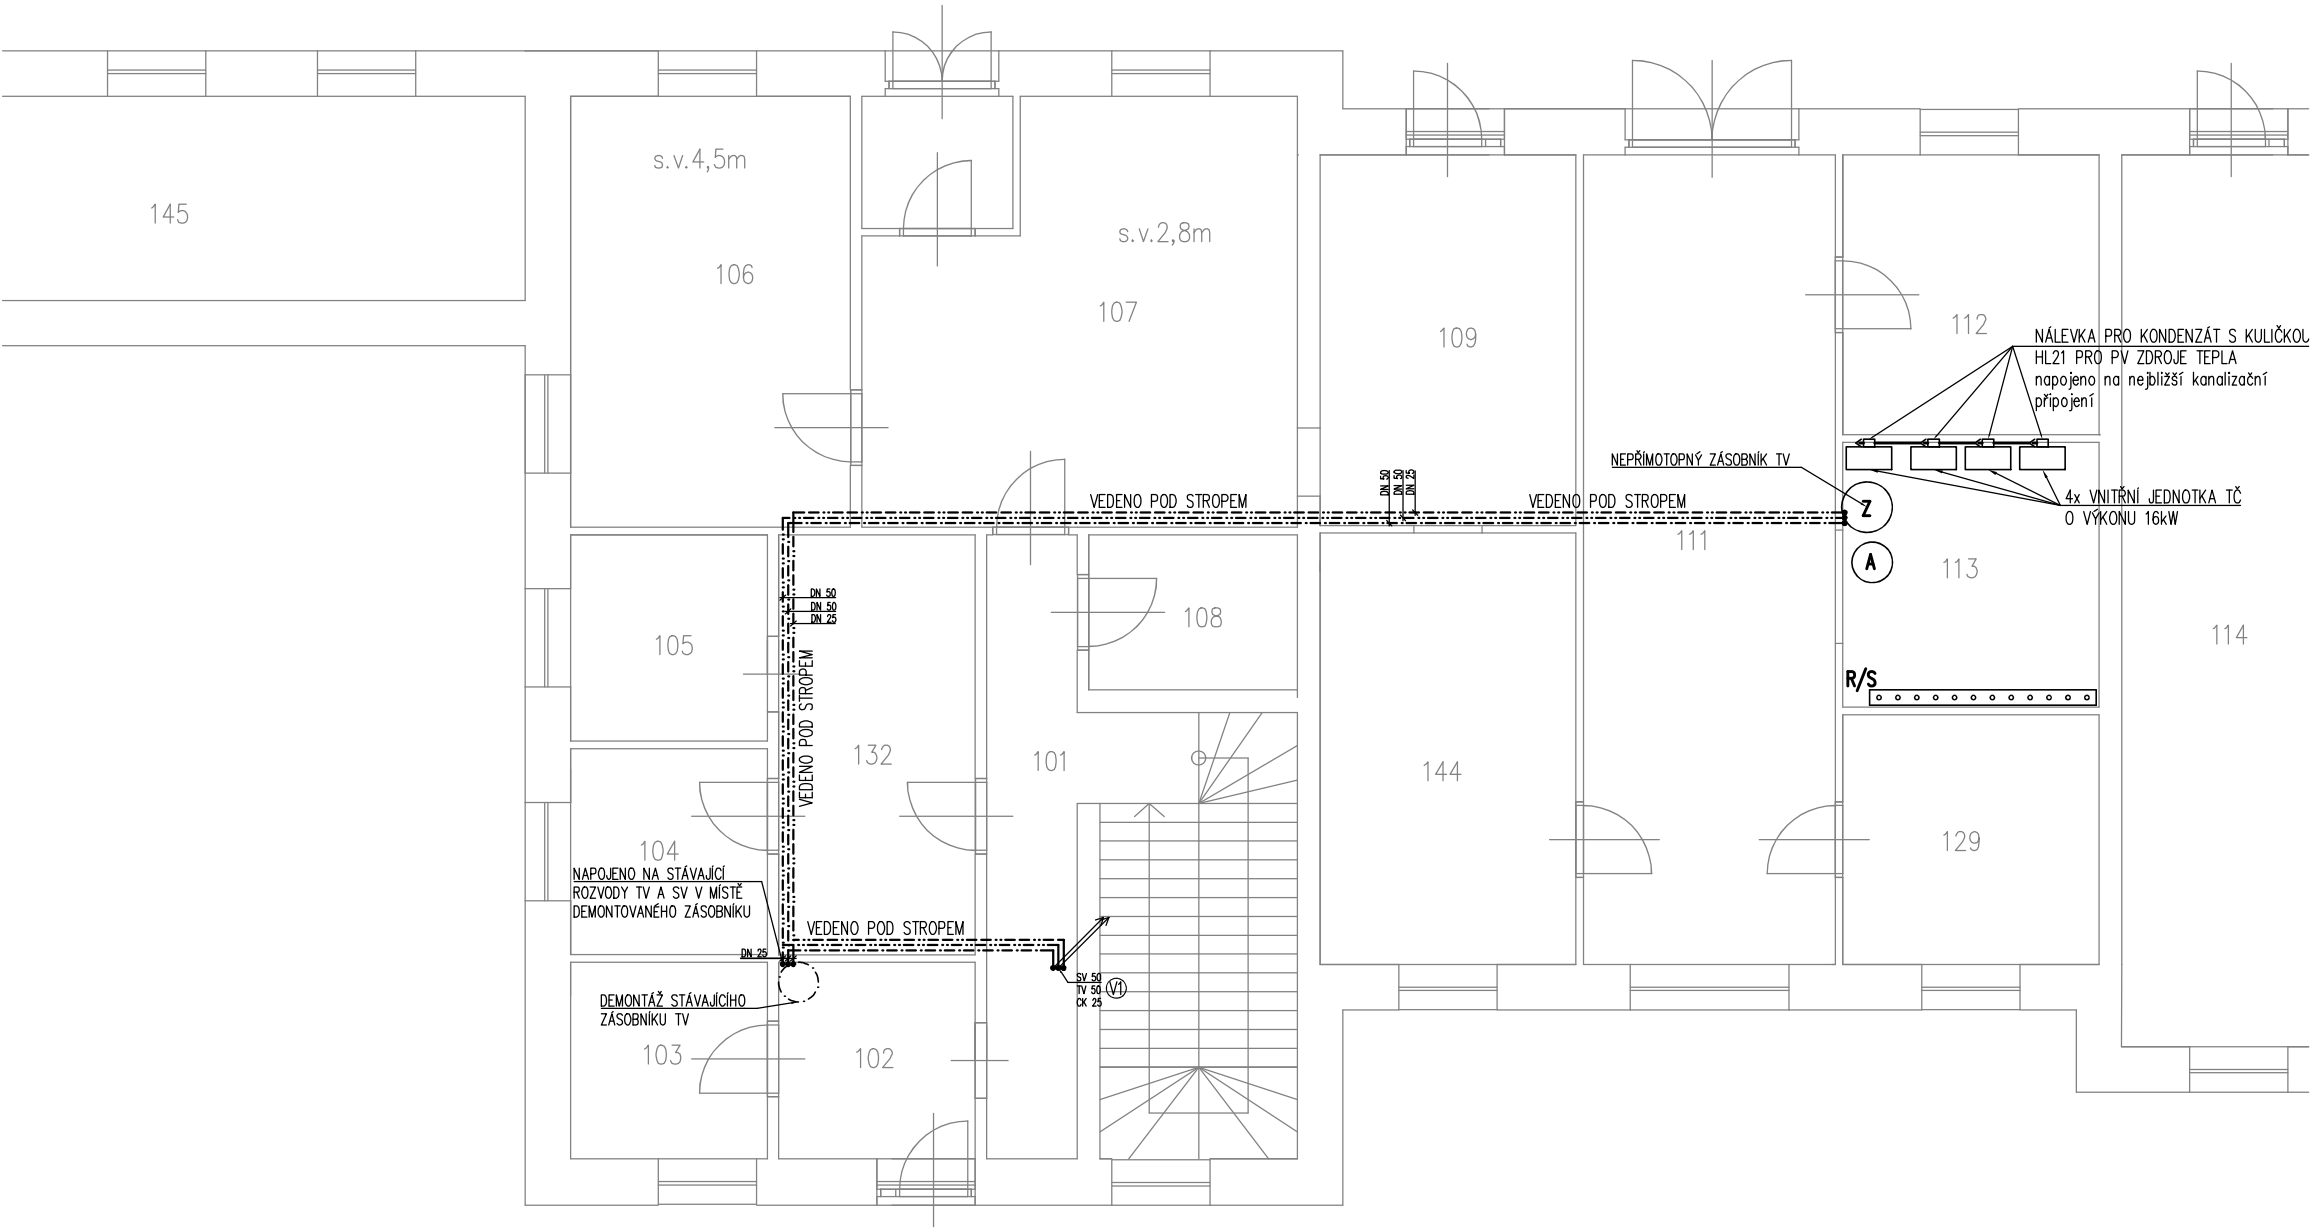 s.v.4,5m
145
s.v.2,8m
106
107
109
112
NÁLEVKA PRO KONDENZÁT S KULIČKOU
HL21 PRO PV ZDROJE TEPLA
napojeno na nejbližší kanalizační
připojení
NEPŘÍMOTOPNÝ ZÁSOBNÍK TV
DN 50
DN 50
DN 25
VEDENO POD STROPEM
VEDENO POD STROPEM
4x VNITŘNÍ JEDNOTKA TČ
O VÝKONU 16kW
Z
111
A
113
DN 50
DN 50
DN 25
108
105
114
VEDENO POD STROPEM
R/S
132
101
144
129
104
NAPOJENO NA STÁVAJÍCÍ
ROZVODY TV A SV V MÍSTĚ
DEMONTOVANÉHO ZÁSOBNÍKU
VEDENO POD STROPEM
DN 25
SV 50
TV 50
CK 25
V1
DEMONTÁŽ STÁVAJÍCÍHO
ZÁSOBNÍKU TV
103
102